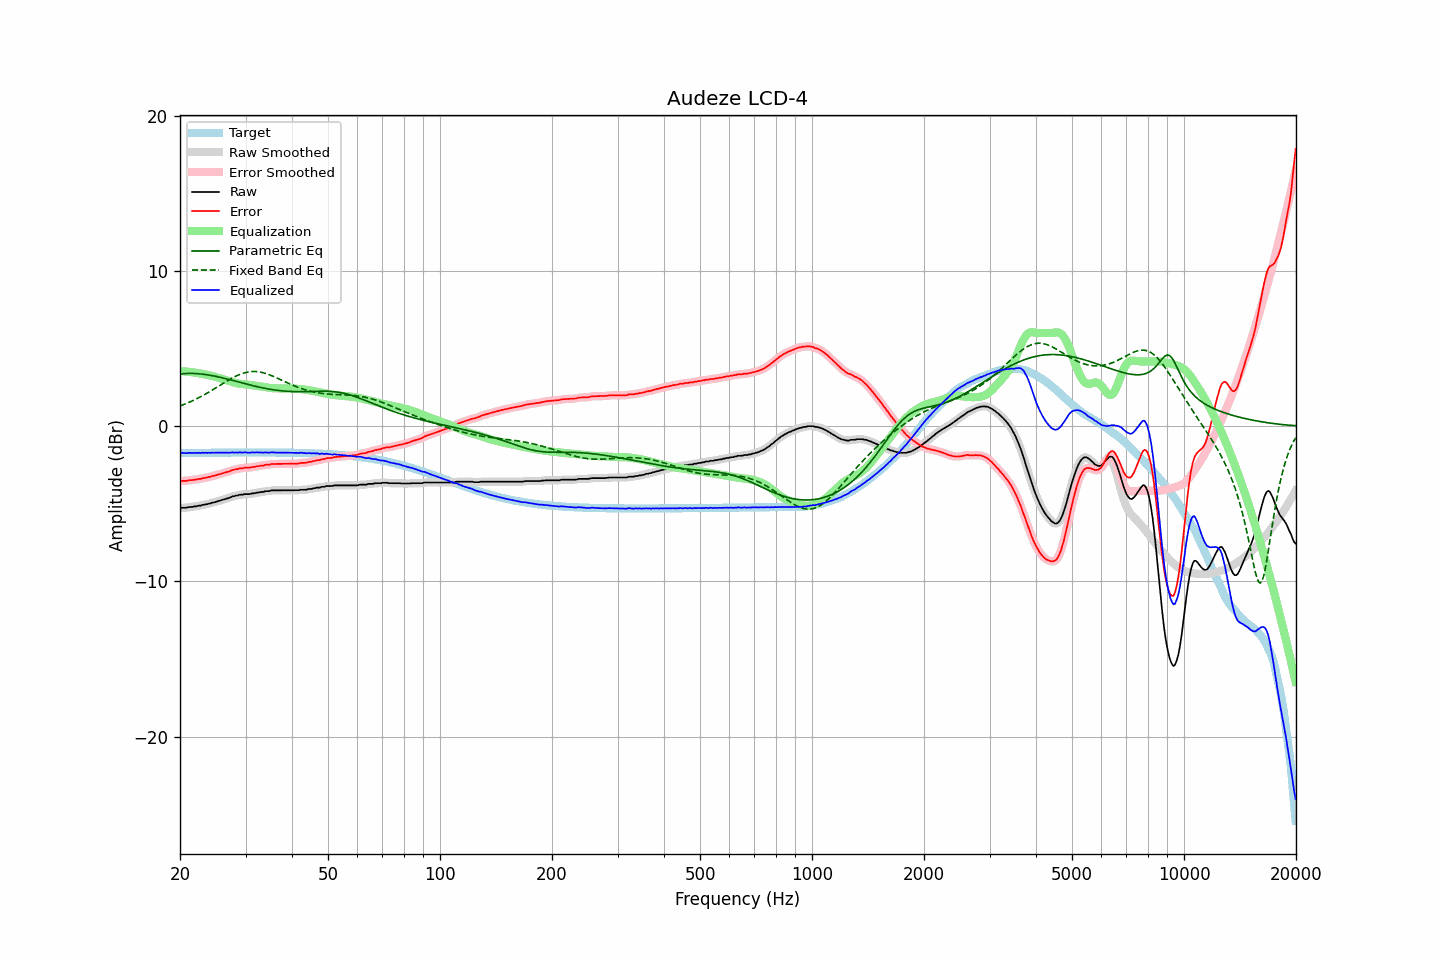 Audeze LCD-4
20
10
0
−10
−20
Amplitude (dBr)
Target
Raw Smoothed
Error Smoothed
Raw
Error
Equalization
Parametric Eq
Fixed Band Eq
Equalized
20 50 100 200 500 1000 2000 5000 10000 20000
Frequency (Hz)